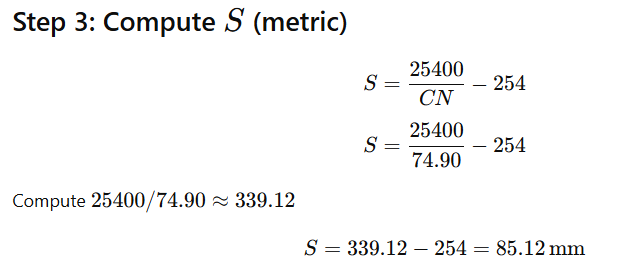 Step 3: Compute S (metric)
S = 25400/CN − 254
S = 25400/74.90 − 254
Compute 25400/74.90 ≈ 339.12
S = 339.12 − 254 = 85.12 mm